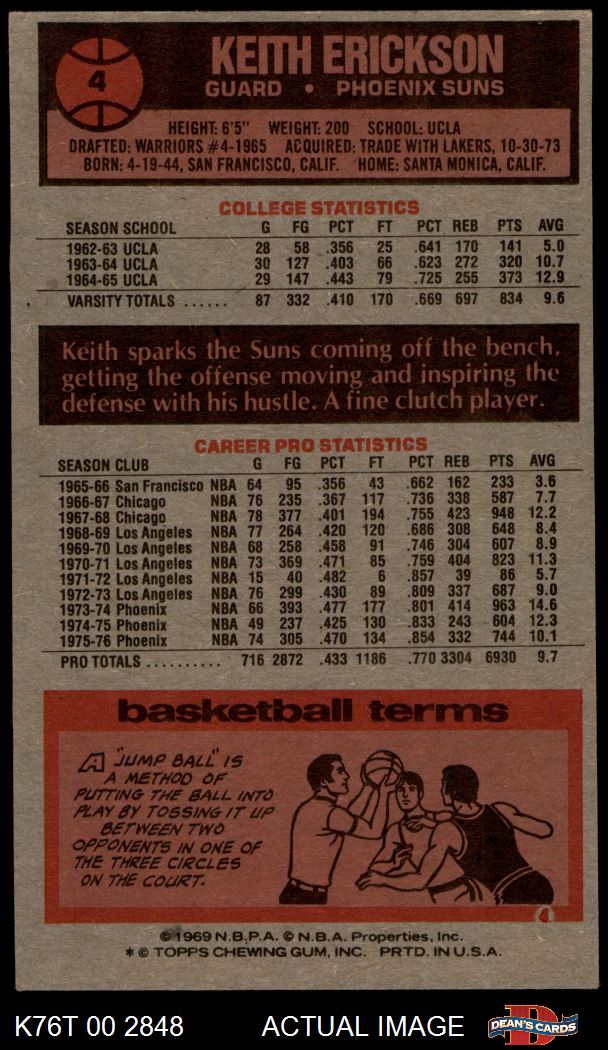 4
KEITH ERICKSON
GUARD • PHOENIX SUNS
HEIGHT: 6'5" WEIGHT: 200 SCHOOL: UCLA
DRAFTED: WARRIORS #4-1965 ACQUIRED: TRADE WITH LAKERS, 10-30-73
BORN: 4-19-44, SAN FRANCISCO, CALIF. HOME: SANTA MONICA, CALIF.
COLLEGE STATISTICS
SEASON SCHOOL G FG PCT FT PCT REB PTS AVG
1962-63 UCLA 28 58 .356 25 .641 170 141 5.0
1963-64 UCLA 30 127 .403 66 .623 272 320 10.7
1964-65 UCLA 29 147 .443 79 .725 255 373 12.9
VARSITY TOTALS ...... 87 332 .410 170 .669 697 834 9.6
Keith sparks the Suns coming off the bench,
getting the offense moving and inspiring the
defense with his hustle. A fine clutch player.
CAREER PRO STATISTICS
SEASON CLUB G FG PCT FT PCT REB PTS AVG
1965-66 San Francisco NBA 64 95 .356 43 .662 162 233 3.6
1966-67 Chicago NBA 76 235 .367 117 .736 338 587 7.7
1967-68 Chicago NBA 78 377 .401 194 .755 423 948 12.2
1968-69 Los Angeles NBA 77 264 .420 120 .686 308 648 8.4
1969-70 Los Angeles NBA 68 258 .458 91 .746 304 607 8.9
1970-71 Los Angeles NBA 73 369 .471 85 .759 404 823 11.3
1971-72 Los Angeles NBA 15 40 .482 6 .857 39 86 5.7
1972-73 Los Angeles NBA 76 299 .430 89 .809 337 687 9.0
1973-74 Phoenix NBA 66 393 .477 177 .801 414 963 14.6
1974-75 Phoenix NBA 49 237 .425 130 .833 243 604 12.3
1975-76 Phoenix NBA 74 305 .470 134 .854 332 744 10.1
PRO TOTALS .......... 716 2872 .433 1186 .770 3304 6930 9.7
basketball terms
A "JUMP BALL" IS
A METHOD OF
PUTTING THE BALL INTO
PLAY BY TOSSING IT UP
BETWEEN TWO
OPPONENTS IN ONE OF
THE THREE CIRCLES
ON THE COURT.
© 1969 N.B.P.A. © N.B.A. Properties, Inc.
* © TOPPS CHEWING GUM, INC. PRTD. IN U.S.A.
K76T 00 2848 ACTUAL IMAGE
D
DEAN'S CARDS